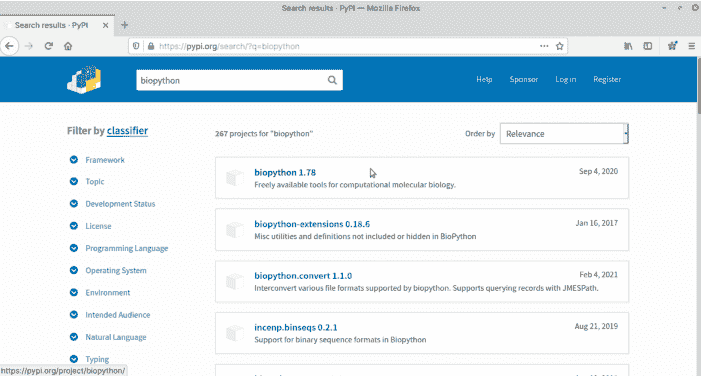 Search results · PyPI — Mozilla Firefox
Search results · PyPI
https://pypi.org/search/?q=biopython
biopython
Help
Sponsor
Log in
Register
Filter by classifier
267 projects for "biopython"
Order by
Relevance
Framework
Topic
Development Status
License
Programming Language
Operating System
Environment
Intended Audience
Natural Language
Typing
biopython 1.78
Sep 4, 2020
Freely available tools for computational molecular biology.
biopython-extensions 0.18.6
Jan 16, 2017
Misc utilities and definitions not included or hidden in BioPython
biopython.convert 1.1.0
Feb 4, 2021
Interconvert various file formats supported by biopython. Supports querying records with JMESPath.
incenp.binseqs 0.2.1
Aug 21, 2019
Support for binary sequence formats in Biopython
https://pypi.org/project/biopython/